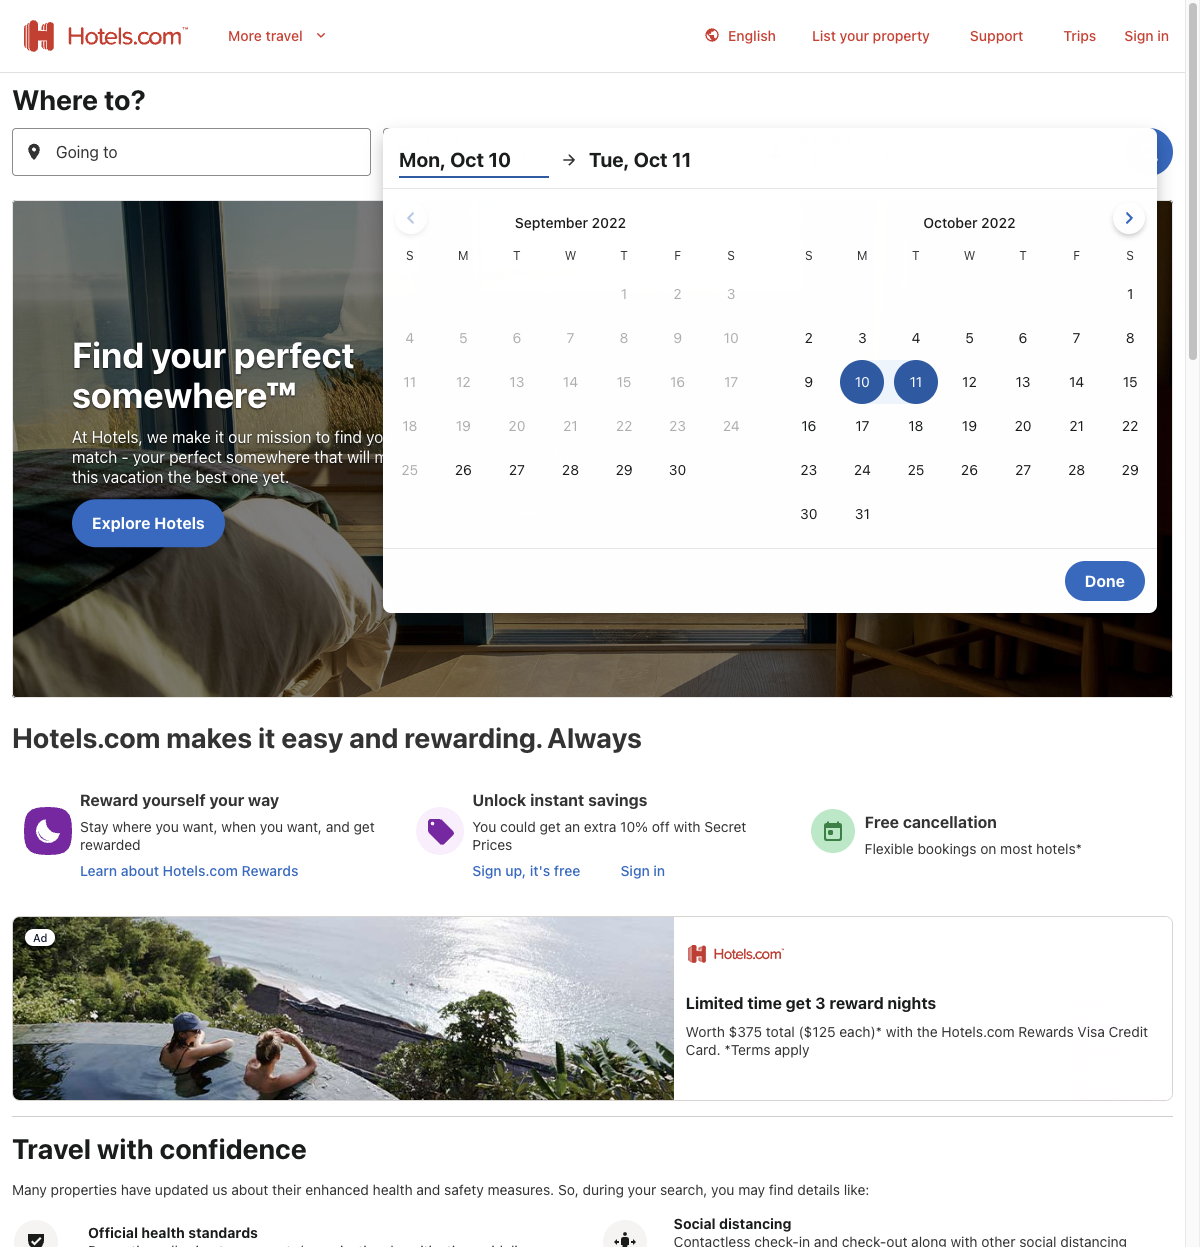 Hotels.com™
More travel
English
List your property
Support
Trips
Sign in
Where to?
Going to
Mon, Oct 10
Tue, Oct 11
September 2022
S M T W T F S
1 2 3
4 5 6 7 8 9 10
11 12 13 14 15 16 17
18 19 20 21 22 23 24
25 26 27 28 29 30
October 2022
S M T W T F S
1
2 3 4 5 6 7 8
9 10 11 12 13 14 15
16 17 18 19 20 21 22
23 24 25 26 27 28 29
30 31
Done
Find your perfect
somewhere™
At Hotels, we make it our mission to find yo
match - your perfect somewhere that will m
this vacation the best one yet.
Explore Hotels
Hotels.com makes it easy and rewarding. Always
Reward yourself your way
Stay where you want, when you want, and get
rewarded
Learn about Hotels.com Rewards
Unlock instant savings
You could get an extra 10% off with Secret
Prices
Sign up, it's free
Sign in
Free cancellation
Flexible bookings on most hotels*
Ad
Hotels.com
Limited time get 3 reward nights
Worth $375 total ($125 each)* with the Hotels.com Rewards Visa Credit
Card. *Terms apply
Travel with confidence
Many properties have updated us about their enhanced health and safety measures. So, during your search, you may find details like:
Official health standards
Social distancing
Contactless check-in and check-out along with other social distancing